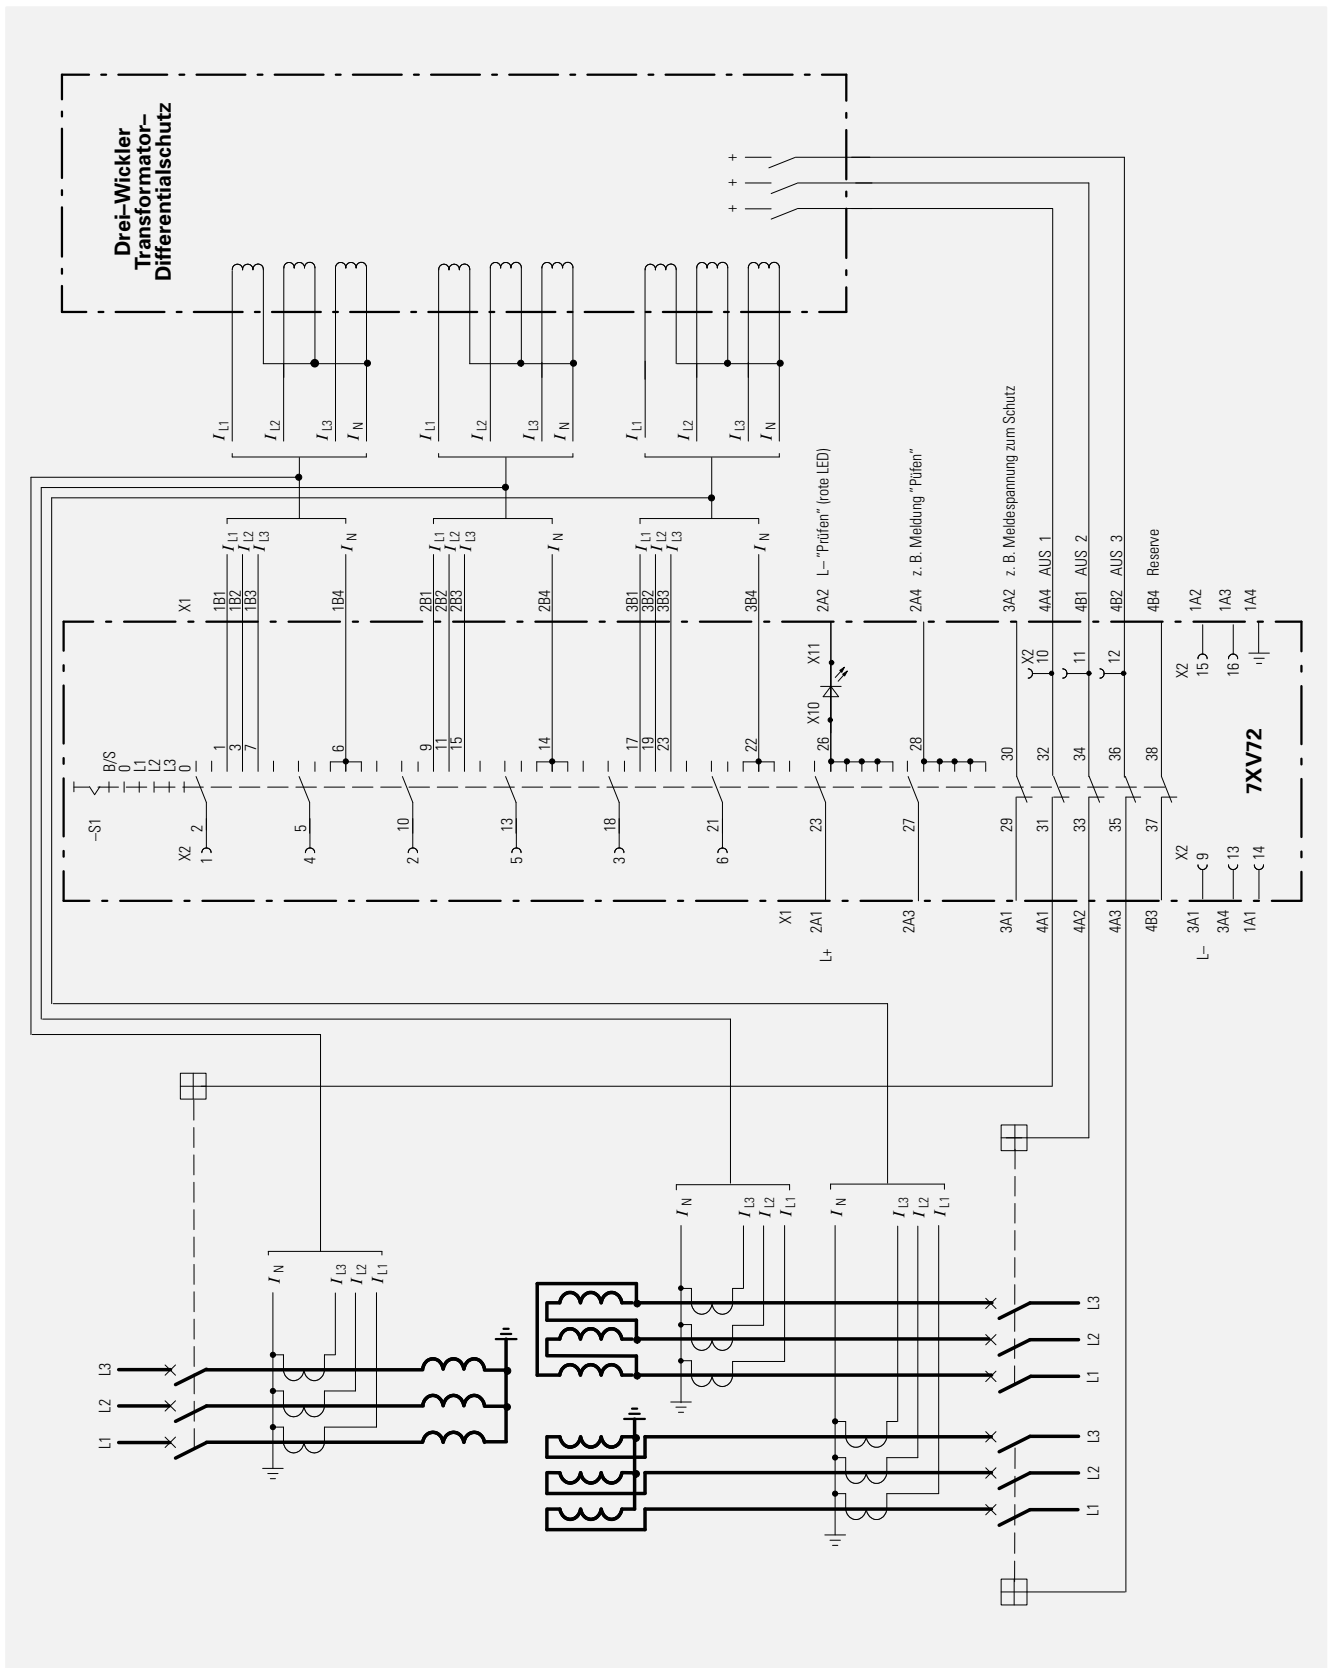 Drei–Wickler
Transformator–
Differentialschutz
+
+
+
I L1
I L2
I L3
I N
I L1
I L2
I L3
I N
I L1
I L2
I L3
I N
I L1
I L2
I L3
I N
I L1
I L2
I L3
I N
I L1
I L2
I L3
I N
X1
1B1
1B2
1B3
1B4
2B1
2B2
2B3
2B4
3B1
3B2
3B3
3B4
2A2 L– "Prüfen" (rote LED)
2A4 z. B. Meldung "Püfen"
3A2 z. B. Meldespannung zum Schutz
4A4 AUS 1
4B1 AUS 2
4B2 AUS 3
4B4 Reserve
1A2
1A3
1A4
X11
X10
X2
10
11
12
X2
15
16
–S1
B/S
0
L1
L2
L3
0
1
3
7
6
9
11
15
14
17
19
23
22
26
28
30
32
34
36
38
7XV72
2
5
10
13
18
21
23
27
29
31
33
35
37
X2
1
4
2
5
3
6
X2
9
13
14
X1
2A1
2A3
3A1
4A1
4A2
4A3
4B3
3A1
3A4
1A1
L+
L–
I N
I L3
I L2
I L1
I N
I L3
I L2
I L1
I N
I L3
I L2
I L1
L3
L2
L1
L3
L2
L1
L3
L2
L1